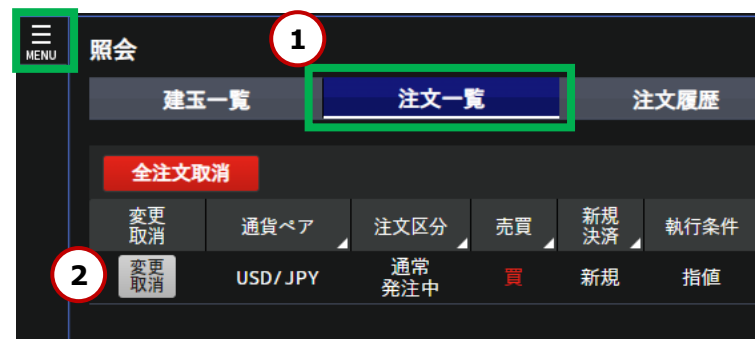 MENU
照会
1
建玉一覧 注文一覧 注文履歴
全注文取消
変更
取消
通貨ペア
注文区分
売買
新規
決済
執行条件
2
変更
取消
USD/JPY
通常
発注中
買
新規
指値